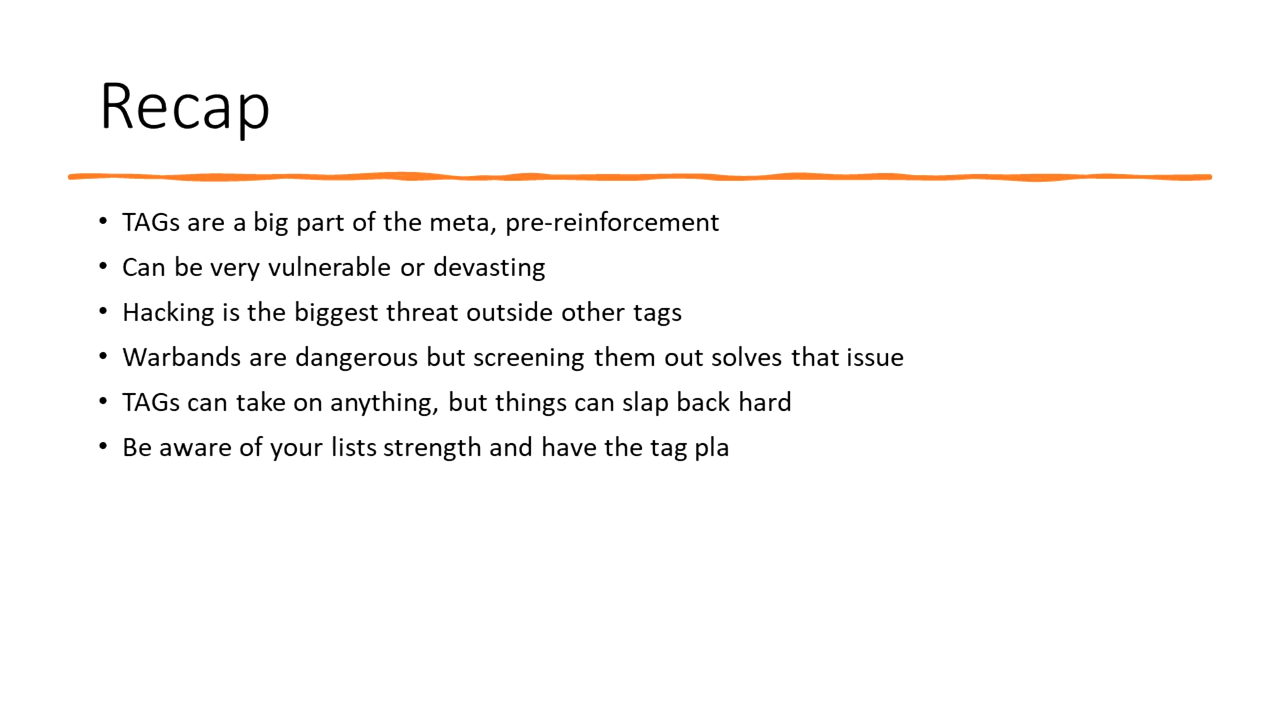 Recap
• TAGs are a big part of the meta, pre-reinforcement
• Can be very vulnerable or devasting
• Hacking is the biggest threat outside other tags
• Warbands are dangerous but screening them out solves that issue
• TAGs can take on anything, but things can slap back hard
• Be aware of your lists strength and have the tag pla